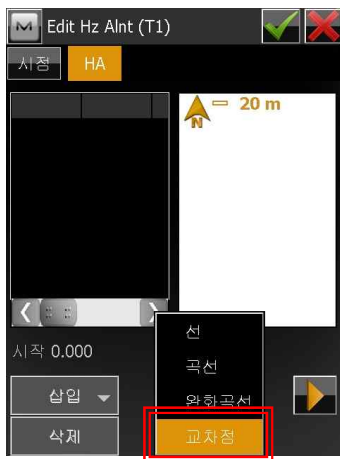 Edit Hz Alnt (T1)
시점 HA
20 m
N
시작 0.000
선
곡선
완화곡선
교차점
삽입
삭제